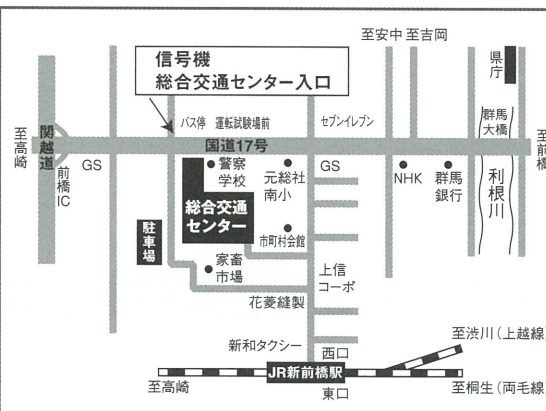 至安中 至吉岡
県庁
信号機
総合交通センター入口
バス停 運転試験場前
セブンイレブン
群馬大橋
至高崎
関越道
国道17号
至前橋
前橋IC
GS
警察学校
元総社南小
GS
NHK
群馬銀行
利根川
総合交通センター
駐車場
市町村会館
家畜市場
上信コーポ
花菱縫製
新和タクシー
西口
至渋川(上越線)
JR新前橋駅
至高崎
東口
至桐生(両毛線)